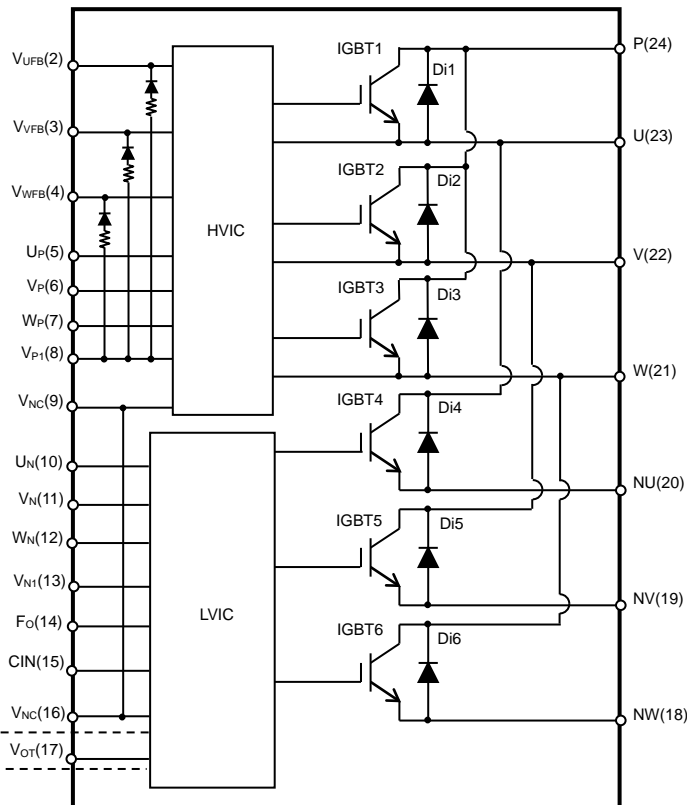 VUFB(2)
VVFB(3)
VWFB(4)
UP(5)
VP(6)
WP(7)
VP1(8)
VNC(9)
UN(10)
VN(11)
WN(12)
VN1(13)
FO(14)
CIN(15)
VNC(16)
VOT(17)
HVIC
LVIC
IGBT1
Di1
IGBT2
Di2
IGBT3
Di3
IGBT4
Di4
IGBT5
Di5
IGBT6
Di6
P(24)
U(23)
V(22)
W(21)
NU(20)
NV(19)
NW(18)